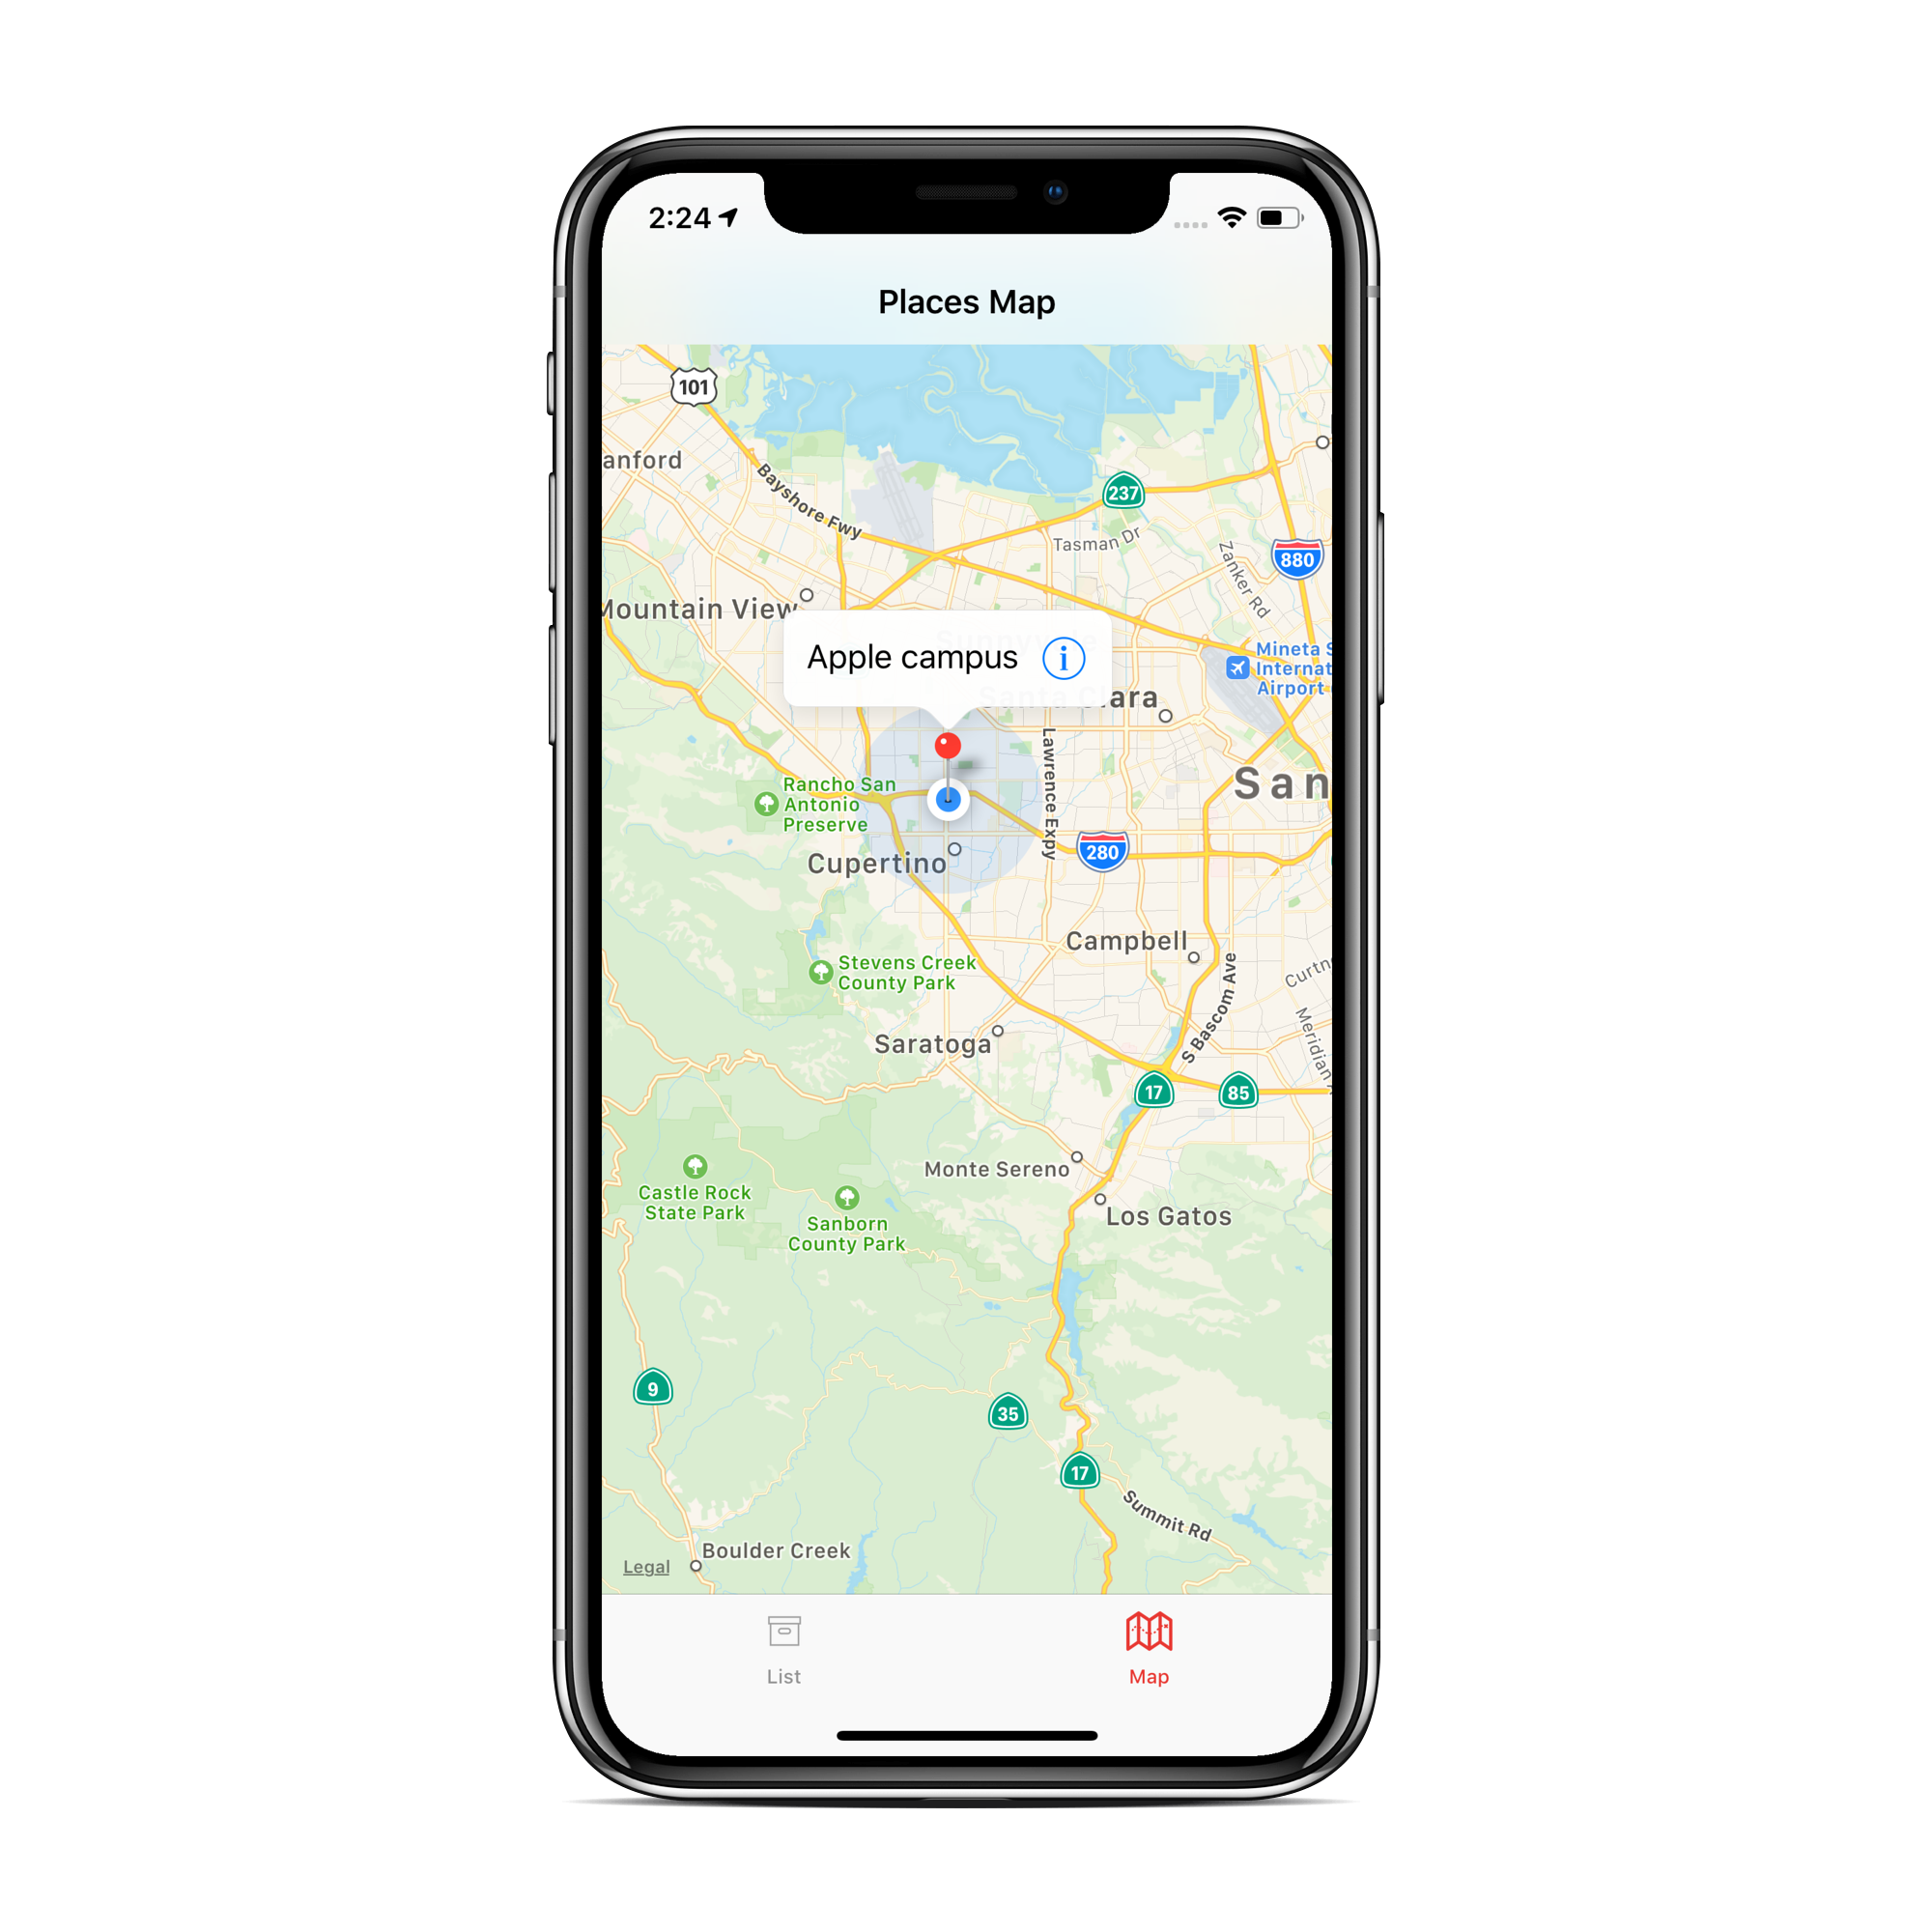 2:24
Places Map
101
anford
Bayshore Fwy
237
Tasman Dr
Zanker Rd
880
Mountain View
Sunnyvale
Apple campus
Mineta S
Internat
Airport
Santa Clara
Lawrence Expy
San
Rancho San
Antonio
Preserve
280
Cupertino
Campbell
Stevens Creek
County Park
S Bascom Ave
Curtn
Meridian
Saratoga
17
85
Monte Sereno
Castle Rock
State Park
Los Gatos
Sanborn
County Park
9
35
17
Summit Rd
Boulder Creek
Legal
List
Map